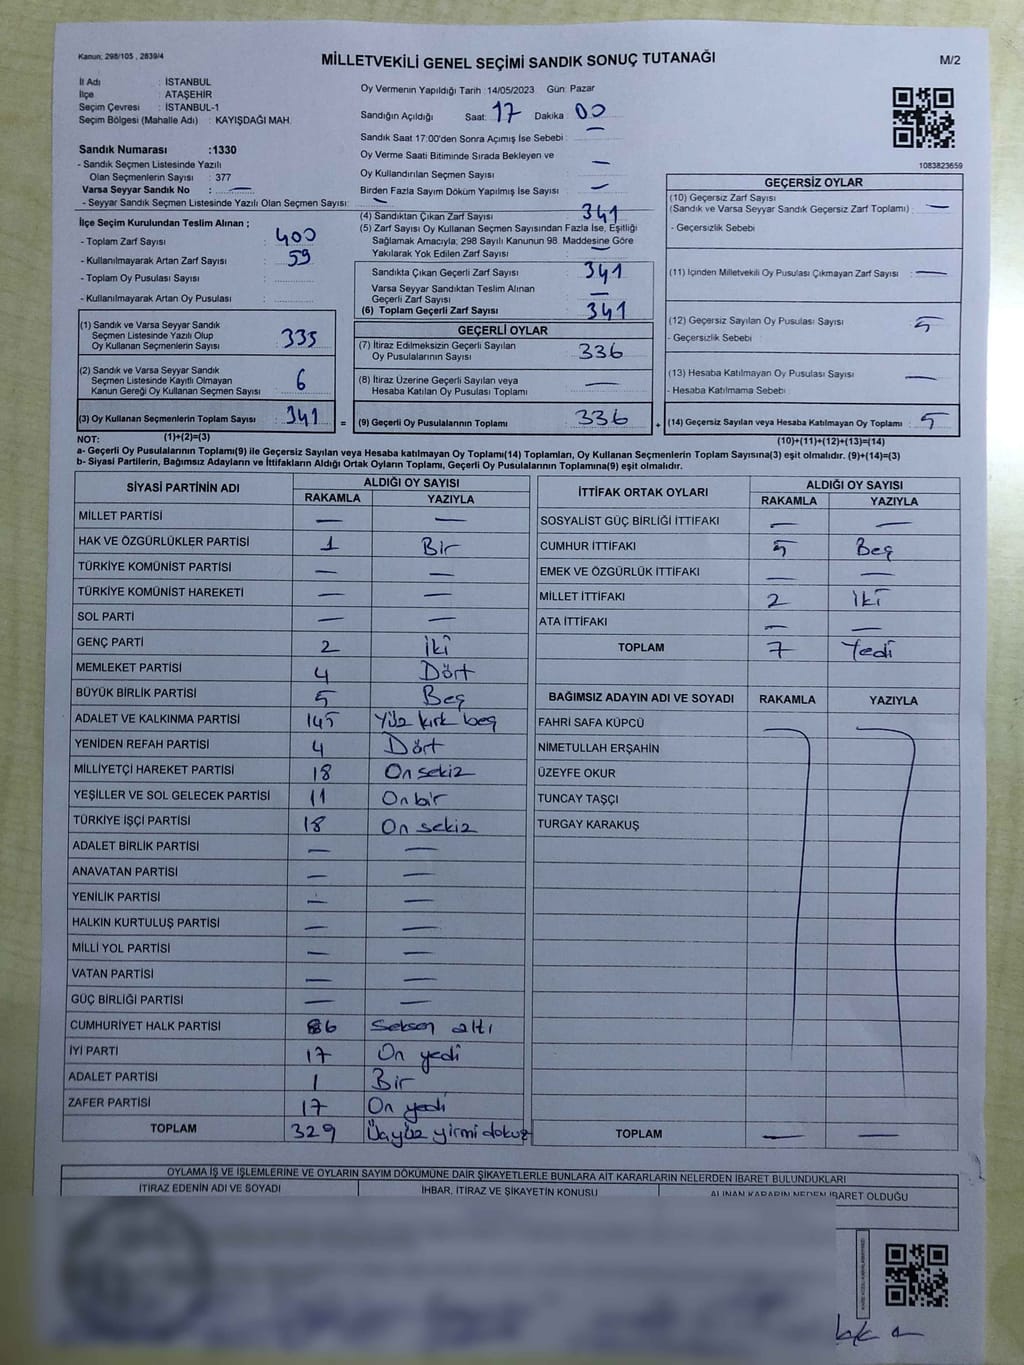 Kanun; 298/105 , 2839/4
MİLLETVEKİLİ GENEL SEÇİMİ SANDIK SONUÇ TUTANAĞI
M/2
İl Adı : İSTANBUL
İlçe : ATAŞEHİR
Seçim Çevresi : İSTANBUL-1
Seçim Bölgesi (Mahalle Adı) : KAYIŞDAĞI MAH.
Sandık Numarası :1330
- Sandık Seçmen Listesinde Yazılı
Olan Seçmenlerin Sayısı : 377
Varsa Seyyar Sandık No : —
- Seyyar Sandık Seçmen Listesinde Yazılı Olan Seçmen Sayısı: —
İlçe Seçim Kurulundan Teslim Alınan ;
- Toplam Zarf Sayısı : 400
- Kullanılmayarak Artan Zarf Sayısı : 59
- Toplam Oy Pusulası Sayısı :
- Kullanılmayarak Artan Oy Pusulası :
(1) Sandık ve Varsa Seyyar Sandık
Seçmen Listesinde Yazılı Olup
Oy Kullanan Seçmenlerin Sayısı : 335
(2) Sandık ve Varsa Seyyar Sandık
Seçmen Listesinde Kayıtlı Olmayan
Kanun Gereği Oy Kullanan Seçmen Sayısı : 6
(3) Oy Kullanan Seçmenlerin Toplam Sayısı : 341 =
Oy Vermenin Yapıldığı Tarih :14/05/2023 Gün: Pazar
Sandığın Açıldığı Saat: 17 Dakika : 00
Sandık Saat 17:00'den Sonra Açımış İse Sebebi : —
Oy Verme Saati Bitiminde Sırada Bekleyen ve
Oy Kullandırılan Seçmen Sayısı : —
Birden Fazla Sayım Döküm Yapılmış İse Sayısı : —
(4) Sandıktan Çıkan Zarf Sayısı : 341
(5) Zarf Sayısı Oy Kullanan Seçmen Sayısından Fazla İse, Eşitliği
Sağlamak Amacıyla; 298 Sayılı Kanunun 98. Maddesine Göre
Yakılarak Yok Edilen Zarf Sayısı : —
Sandıkta Çıkan Geçerli Zarf Sayısı : 341
Varsa Seyyar Sandıktan Teslim Alınan
Geçerli Zarf Sayısı : —
(6) Toplam Geçerli Zarf Sayısı : 341
GEÇERLİ OYLAR
(7) İtiraz Edilmeksizin Geçerli Sayılan
Oy Pusulalarının Sayısı : 336
(8) İtiraz Üzerine Geçerli Sayılan veya
Hesaba Katılan Oy Pusulası Toplamı : —
(9) Geçerli Oy Pusulalarının Toplamı : 336 +
1083823659
GEÇERSİZ OYLAR
(10) Geçersiz Zarf Sayısı
(Sandık ve Varsa Seyyar Sandık Geçersiz Zarf Toplamı) : —
- Geçersizlik Sebebi :
(11) İçinden Milletvekili Oy Pusulası Çıkmayan Zarf Sayısı : —
(12) Geçersiz Sayılan Oy Pusulası Sayısı : 5
- Geçersizlik Sebebi :
(13) Hesaba Katılmayan Oy Pusulası Sayısı : —
- Hesaba Katılmama Sebebi :
(14) Geçersiz Sayılan veya Hesaba Katılmayan Oy Toplamı : 5
NOT: (1)+(2)=(3)
(10)+(11)+(12)+(13)=(14)
a- Geçerli Oy Pusulalarının Toplamı(9) ile Geçersiz Sayılan veya Hesaba katılmayan Oy Toplamı(14) Toplamları, Oy Kullanan Seçmenlerin Toplam Sayısına(3) eşit olmalıdır. (9)+(14)=(3)
b- Siyasi Partilerin, Bağımsız Adayların ve İttifakların Aldığı Ortak Oyların Toplamı, Geçerli Oy Pusulalarının Toplamına(9) eşit olmalıdır.
SİYASİ PARTİNİN ADI ALDIĞI OY SAYISI
RAKAMLA YAZIYLA
MİLLET PARTİSİ — —
HAK VE ÖZGÜRLÜKLER PARTİSİ 1 Bir
TÜRKİYE KOMÜNİST PARTİSİ — —
TÜRKİYE KOMÜNİST HAREKETİ — —
SOL PARTİ — —
GENÇ PARTİ 2 İki
MEMLEKET PARTİSİ 4 Dört
BÜYÜK BİRLİK PARTİSİ 5 Beş
ADALET VE KALKINMA PARTİSİ 145 Yüz kırk beş
YENİDEN REFAH PARTİSİ 4 Dört
MİLLİYETÇİ HAREKET PARTİSİ 18 On sekiz
YEŞİLLER VE SOL GELECEK PARTİSİ 11 On bir
TÜRKİYE İŞÇİ PARTİSİ 18 On sekiz
ADALET BİRLİK PARTİSİ — —
ANAVATAN PARTİSİ — —
YENİLİK PARTİSİ — —
HALKIN KURTULUŞ PARTİSİ — —
MİLLİ YOL PARTİSİ — —
VATAN PARTİSİ — —
GÜÇ BİRLİĞİ PARTİSİ — —
CUMHURİYET HALK PARTİSİ 86 Seksen altı
İYİ PARTİ 17 On yedi
ADALET PARTİSİ 1 Bir
ZAFER PARTİSİ 17 On yedi
TOPLAM 329 Üçyüz yirmi dokuz
İTTİFAK ORTAK OYLARI ALDIĞI OY SAYISI
RAKAMLA YAZIYLA
SOSYALİST GÜÇ BİRLİĞİ İTTİFAKI — —
CUMHUR İTTİFAKI 5 Beş
EMEK VE ÖZGÜRLÜK İTTİFAKI — —
MİLLET İTTİFAKI 2 İki
ATA İTTİFAKI — —
TOPLAM 7 Yedi
BAĞIMSIZ ADAYIN ADI VE SOYADI RAKAMLA YAZIYLA
FAHRİ SAFA KÜPCÜ
NİMETULLAH ERŞAHİN
ÜZEYFE OKUR
TUNCAY TAŞÇI
TURGAY KARAKUŞ
TOPLAM — —
OYLAMA İŞ VE İŞLEMLERİNE VE OYLARIN SAYIM DÖKÜMÜNE DAİR ŞİKAYETLERLE BUNLARA AİT KARARLARIN NELERDEN İBARET BULUNDUKLARI
İTİRAZ EDENİN ADI VE SOYADI İHBAR, İTİRAZ VE ŞİKAYETİN KONUSU ALINAN KARARIN NEDEN İBARET OLDUĞU